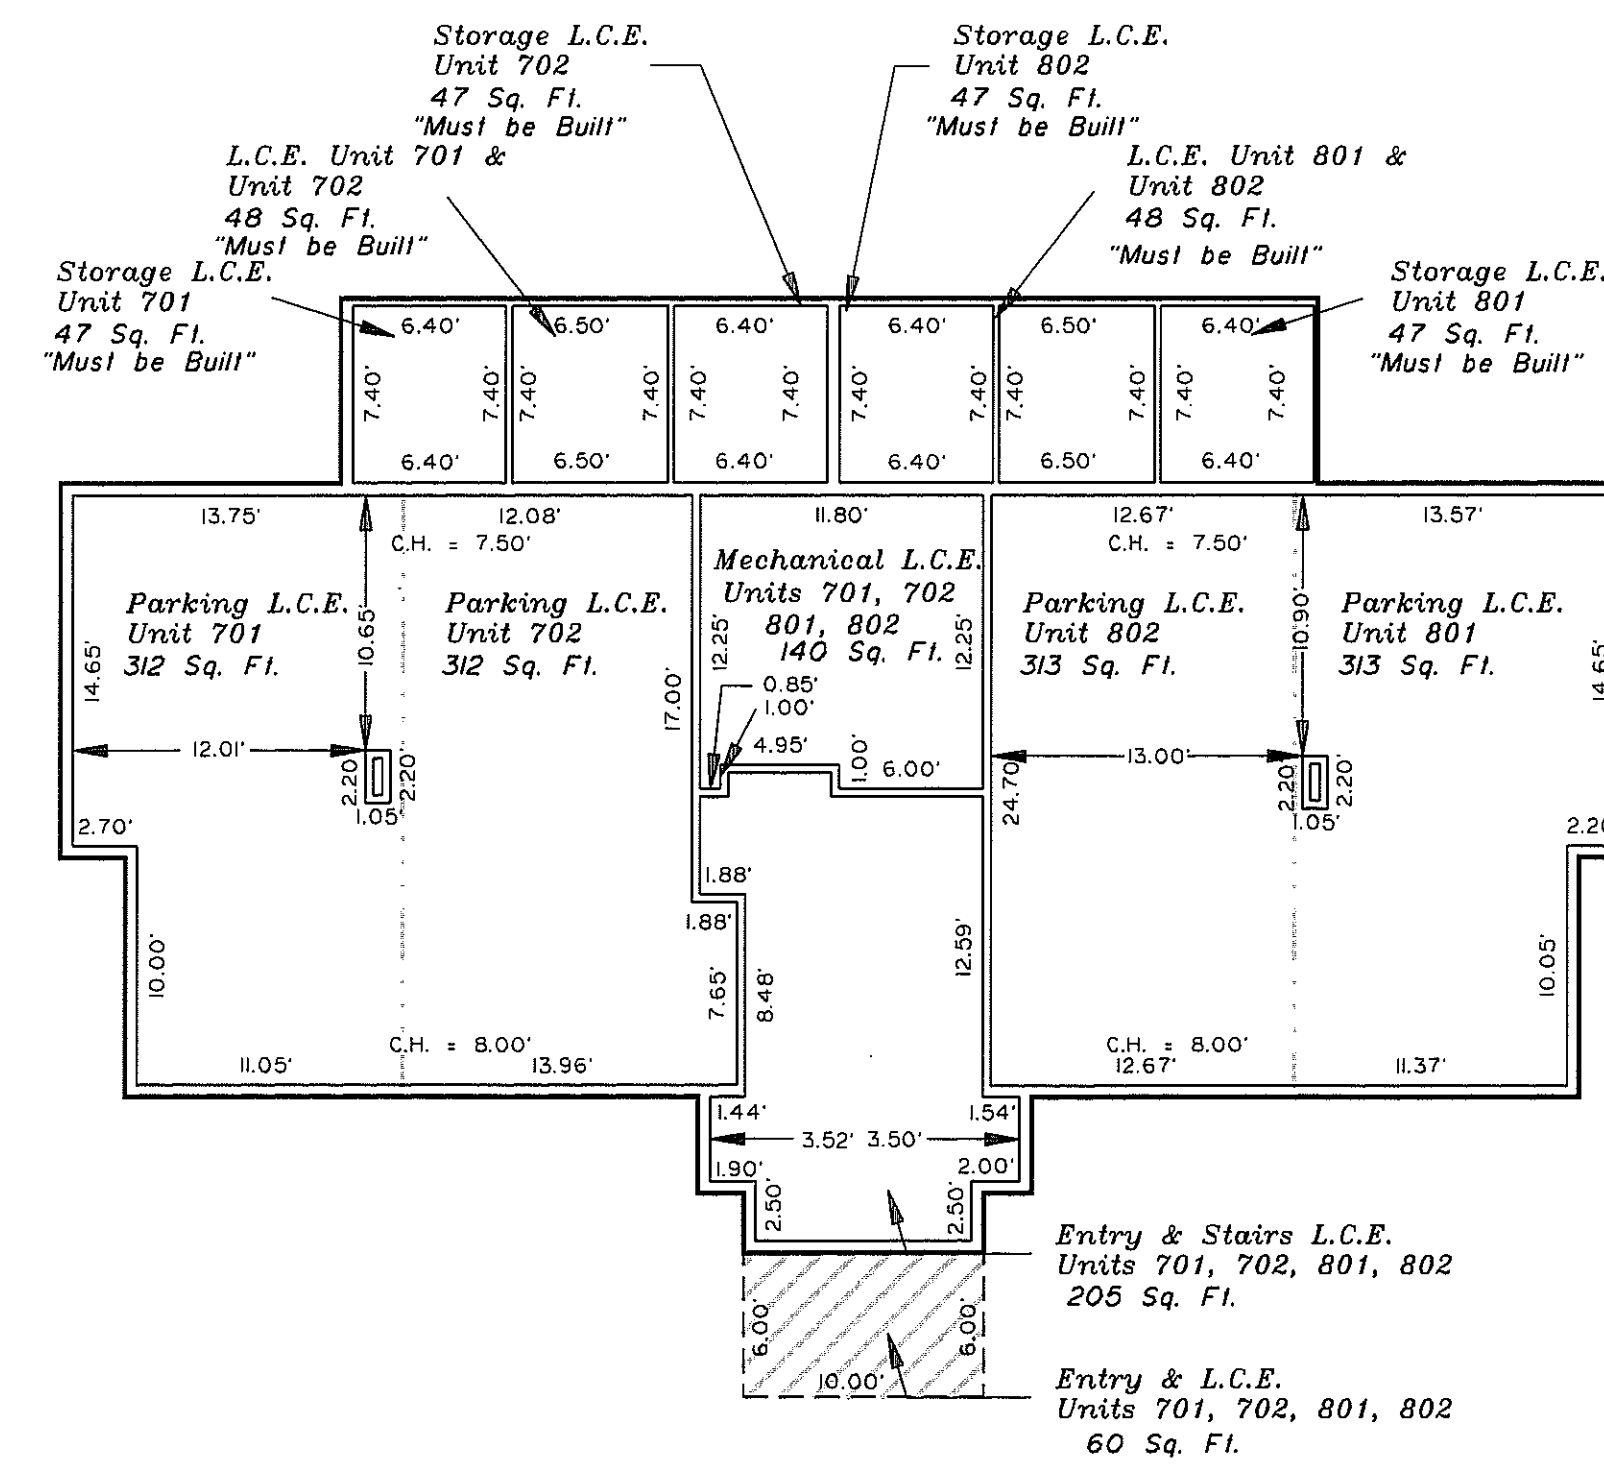 Storage L.C.E.
Unit 702
47 Sq. Ft.
"Must be Built"
Storage L.C.E.
Unit 802
47 Sq. Ft.
"Must be Built"
L.C.E. Unit 701 &
Unit 702
48 Sq. Ft.
"Must be Built"
L.C.E. Unit 801 &
Unit 802
48 Sq. Ft.
"Must be Built"
Storage L.C.E.
Unit 701
47 Sq. Ft.
"Must be Built"
Storage L.C.E.
Unit 801
47 Sq. Ft.
"Must be Built"
6.40' 6.50' 6.40' 6.40' 6.50' 6.40'
7.40' 7.40' 7.40' 7.40' 7.40' 7.40' 7.40' 7.40' 7.40' 7.40' 7.40' 7.40'
6.40' 6.50' 6.40' 6.40' 6.50' 6.40'
13.75' 12.08' 11.80' 12.67' 13.57'
C.H. = 7.50' C.H. = 7.50'
Parking L.C.E.
Unit 701
312 Sq. Ft.
Parking L.C.E.
Unit 702
312 Sq. Ft.
Mechanical L.C.E.
Units 701, 702
801, 802
140 Sq. Ft.
Parking L.C.E.
Unit 802
313 Sq. Ft.
Parking L.C.E.
Unit 801
313 Sq. Ft.
14.65' 10.65' 17.00' 12.25' 12.25' 10.90' 14.65'
0.85'
1.00'
4.95' 1.00' 6.00'
12.01' 13.00'
2.20' 2.20' 24.70' 2.20' 2.20'
1.05' 1.05'
2.70' 2.20
1.88'
1.88'
10.00' 7.65' 8.48' 12.59' 10.05'
C.H. = 8.00' C.H. = 8.00'
11.05' 13.96' 12.67' 11.37'
1.44' 1.54'
3.52' 3.50'
1.90' 2.00'
2.50' 2.50'
Entry & Stairs L.C.E.
Units 701, 702, 801, 802
205 Sq. Ft.
6.00' 6.00'
10.00'
Entry & L.C.E.
Units 701, 702, 801, 802
60 Sq. Ft.